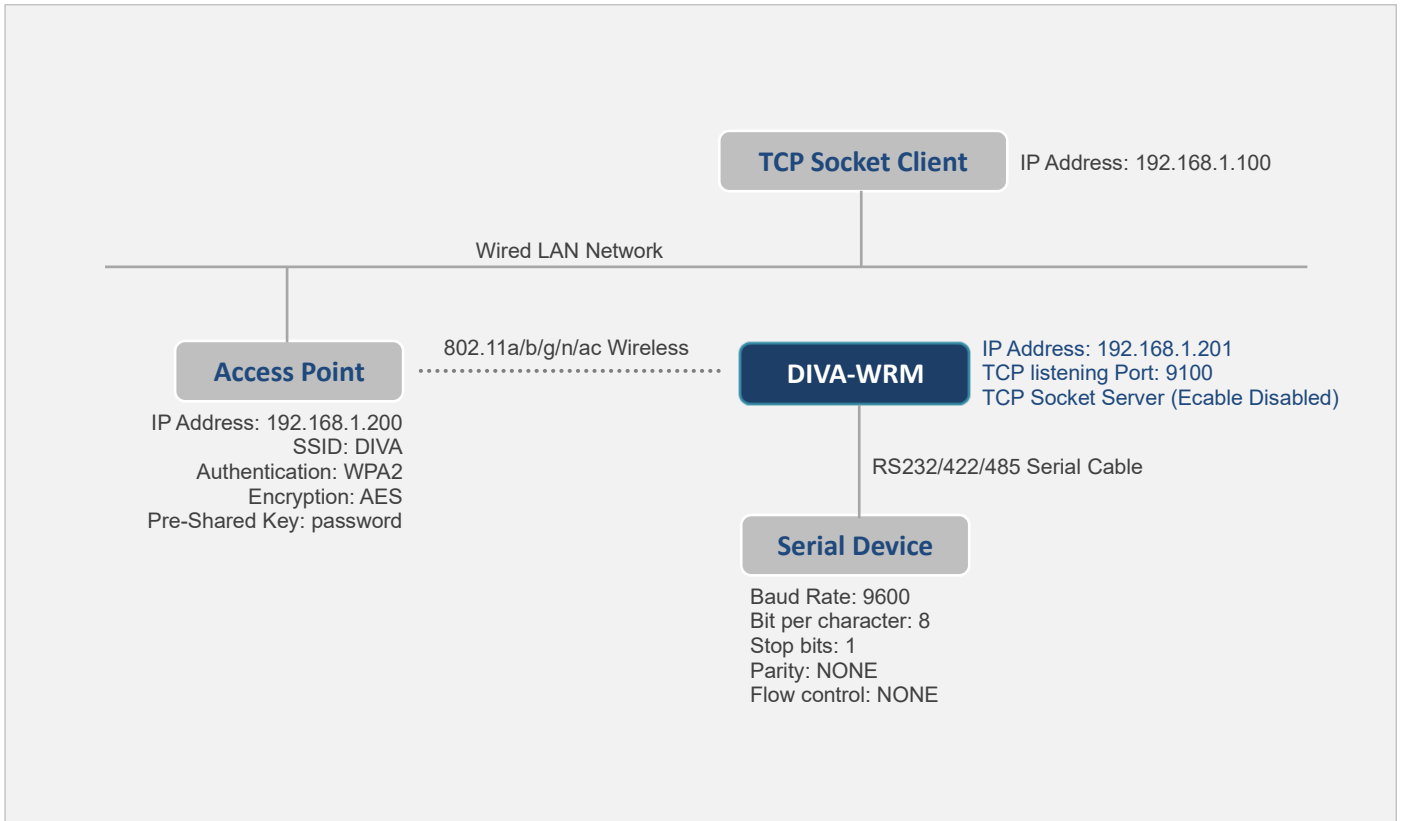 TCP Socket Client
IP Address: 192.168.1.100
Wired LAN Network
Access Point
802.11a/b/g/n/ac Wireless
DIVA-WRM
IP Address: 192.168.1.201
TCP listening Port: 9100
TCP Socket Server (Ecable Disabled)
IP Address: 192.168.1.200
SSID: DIVA
Authentication: WPA2
Encryption: AES
Pre-Shared Key: password
RS232/422/485 Serial Cable
Serial Device
Baud Rate: 9600
Bit per character: 8
Stop bits: 1
Parity: NONE
Flow control: NONE